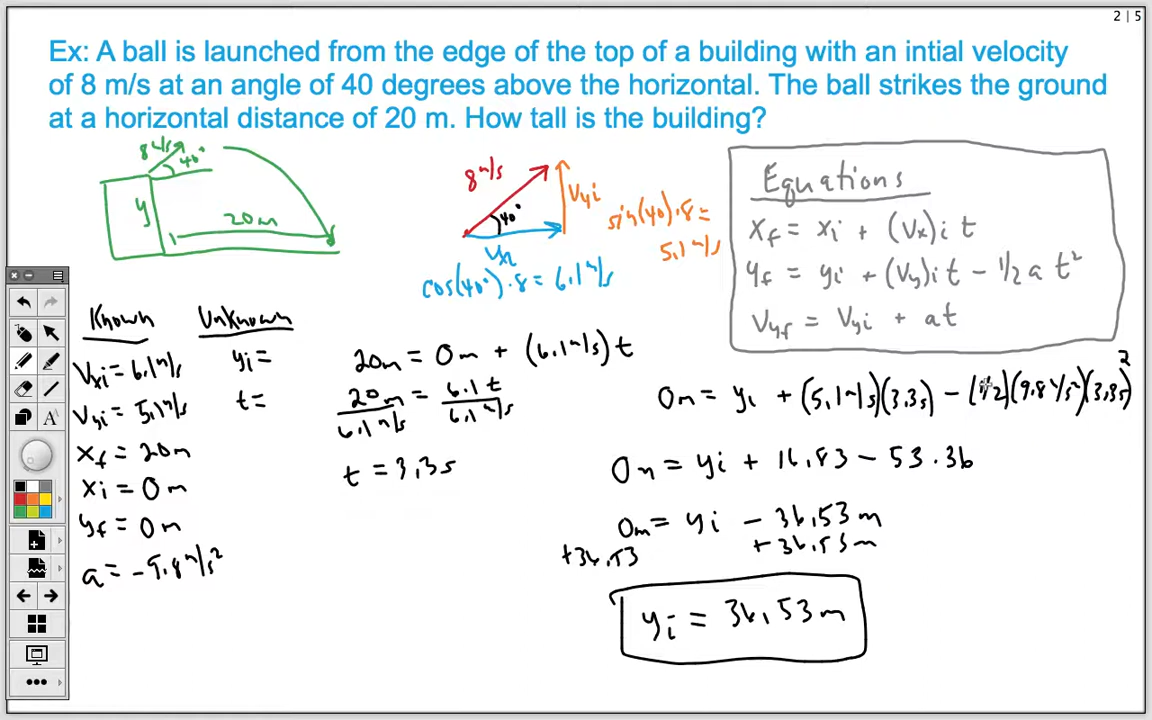 2 | 5
Ex: A ball is launched from the edge of the top of a building with an intial velocity
of 8 m/s at an angle of 40 degrees above the horizontal. The ball strikes the ground
at a horizontal distance of 20 m. How tall is the building?
8 m/s
40°
y
20m
8 m/s
40°
Vyi
Vxi
sin(40)·8=
5.1 m/s
cos(40°)·8=6.1 m/s
Equations
xf = xi + (Vx)i t
yf = yi + (Vy)i t - 1/2 a t²
Vyf = Vyi + at
Known
Vxi = 6.1 m/s
Vyi = 5.1 m/s
xf = 20m
xi = 0m
yf = 0m
a = -9.8 m/s²
Unknown
yi=
t=
20m = 0m + (6.1 m/s) t
20m = 6.1 t
6.1 m/s 6.1 m/s
t = 3.3s
0m = yi + (5.1 m/s)(3.3s) - (1/2)(9.8 m/s²)(3.3s)²
0m = yi + 16.83 - 53.36
0m = yi - 36.53m
+36.53 +36.53m
yi = 36.53m
A